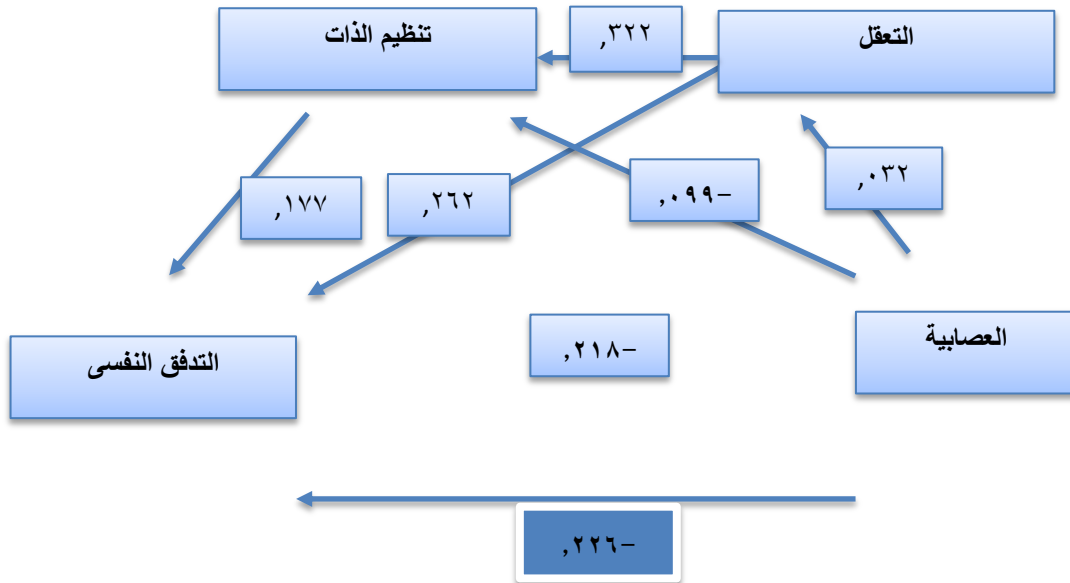 التعقل
,٣٢٢
تنظيم الذات
,٠٣٢
-,٠٩٩
,٢٦٢
,١٧٧
العصابية
-,٢١٨
التدفق النفسى
-,٢٢٦